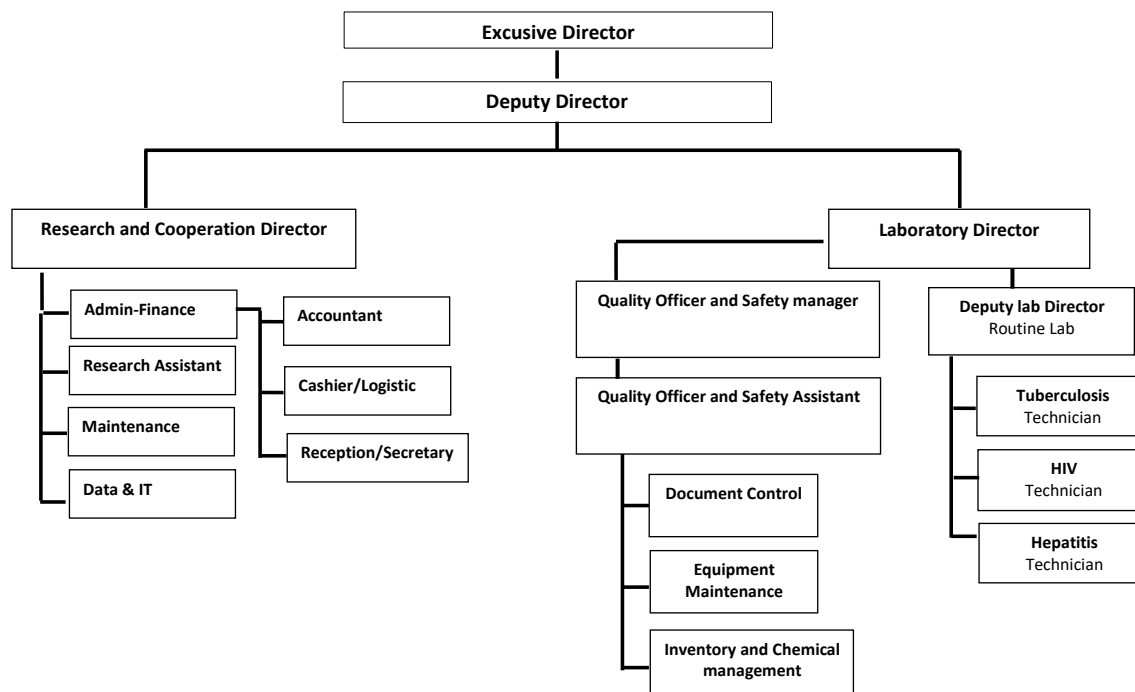 Excusive Director
Deputy Director
Research and Cooperation Director
Laboratory Director
Admin-Finance
Accountant
Research Assistant
Cashier/Logistic
Maintenance
Reception/Secretary
Data & IT
Quality Officer and Safety manager
Quality Officer and Safety Assistant
Document Control
Equipment
Maintenance
Inventory and Chemical
management
Deputy lab Director
Routine Lab
Tuberculosis
Technician
HIV
Technician
Hepatitis
Technician